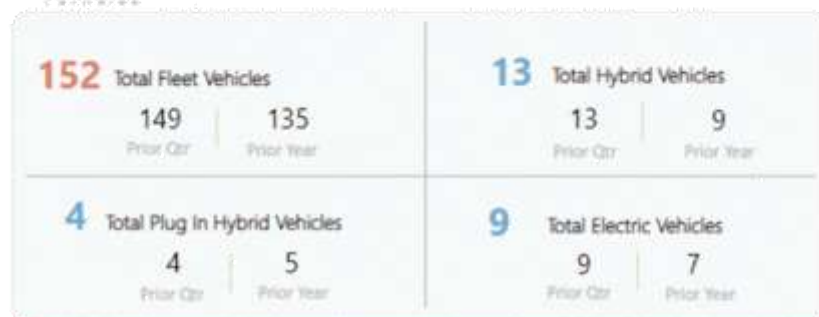 152 Total Fleet Vehicles
149 135
Prior Qtr Prior Year
13 Total Hybrid Vehicles
13 9
Prior Qtr Prior Year
4 Total Plug In Hybrid Vehicles
4 5
Prior Qtr Prior Year
9 Total Electric Vehicles
9 7
Prior Qtr Prior Year